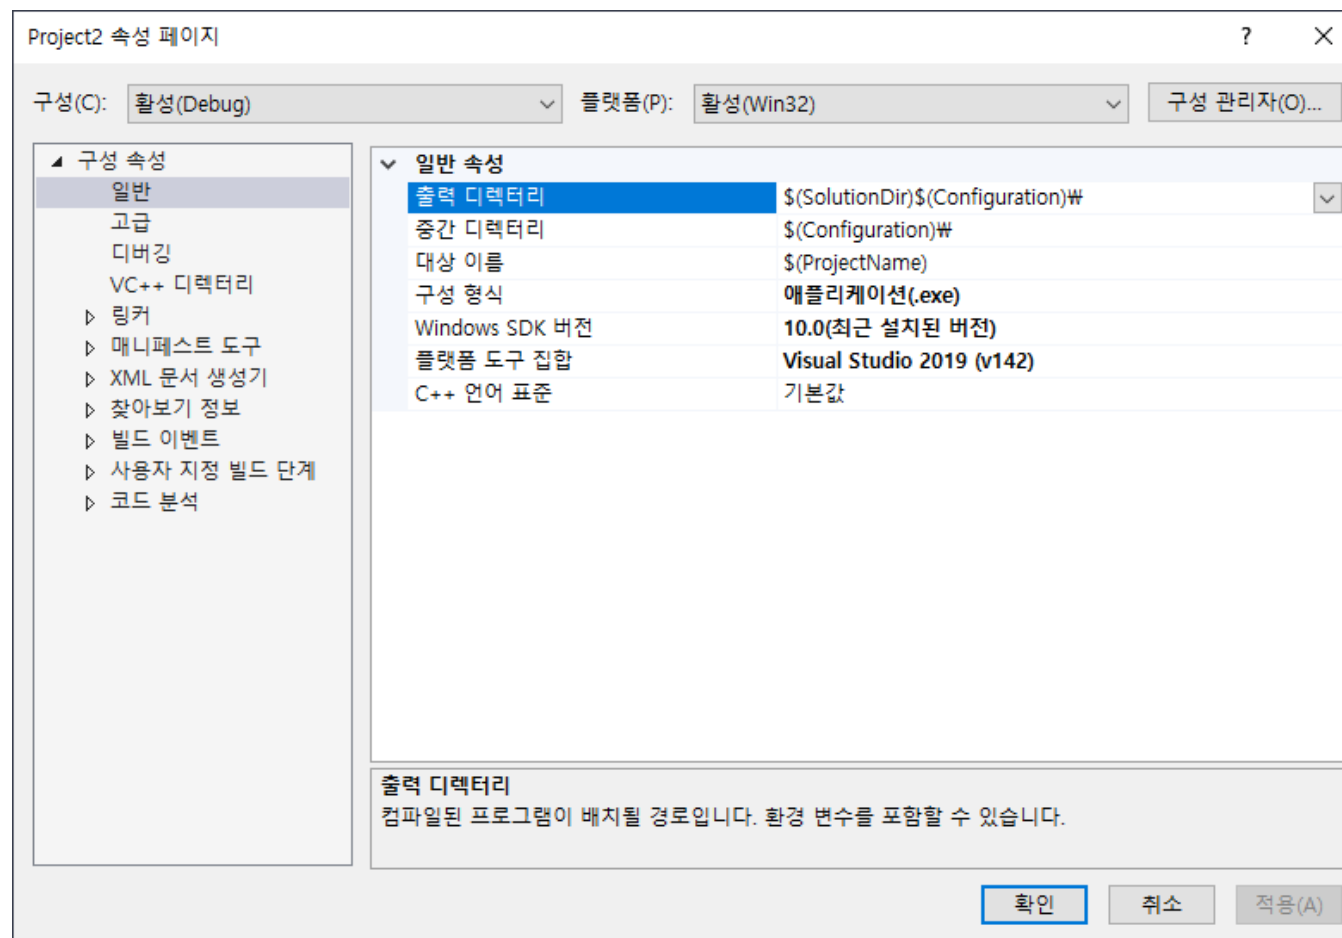 Project2 속성 페이지
구성(C): 활성(Debug) 플랫폼(P): 활성(Win32) 구성 관리자(O)...
구성 속성
일반
고급
디버깅
VC++ 디렉터리
링커
매니페스트 도구
XML 문서 생성기
찾아보기 정보
빌드 이벤트
사용자 지정 빌드 단계
코드 분석
일반 속성
출력 디렉터리 $(SolutionDir)$(Configuration)₩
중간 디렉터리 $(Configuration)₩
대상 이름 $(ProjectName)
구성 형식 애플리케이션(.exe)
Windows SDK 버전 10.0(최근 설치된 버전)
플랫폼 도구 집합 Visual Studio 2019 (v142)
C++ 언어 표준 기본값
출력 디렉터리
컴파일된 프로그램이 배치될 경로입니다. 환경 변수를 포함할 수 있습니다.
확인 취소 적용(A)